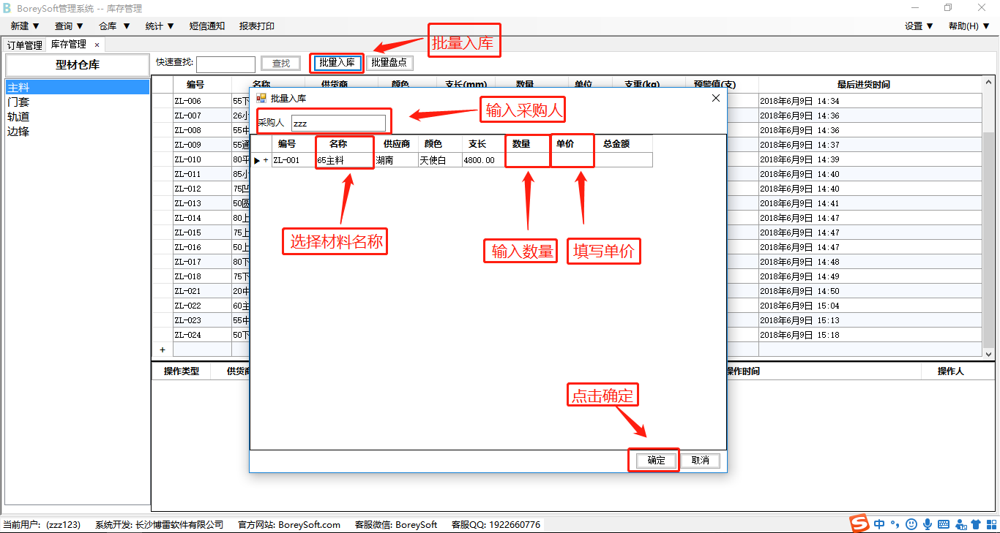 BoreySoft管理系统 -- 库存管理
新建 ▼ 查询 ▼ 仓库 ▼ 统计 ▼ 短信通知 报表打印 设置 ▼ 帮助(H) ▼
订单管理 库存管理 ×
批量入库
型材仓库 快速查找: 查找 批量入库 批量盘点
主料
门套
轨道
边锋
编号 名称 供货商 颜色 支长(mm) 数量 单位 支重(kg) 预警值(支) 最后进货时间
ZL-006 55下 2018年6月9日 14:34
ZL-007 26小 2018年6月9日 14:36
ZL-008 55中 2018年6月9日 14:36
ZL-009 55通 2018年6月9日 14:37
ZL-010 80平 2018年6月9日 14:39
ZL-011 85小 2018年6月9日 14:40
ZL-012 75凹 2018年6月9日 14:40
ZL-013 50圆 2018年6月9日 14:41
ZL-014 80上 2018年6月9日 14:47
ZL-015 75上 2018年6月9日 14:47
ZL-016 50上 2018年6月9日 14:47
ZL-017 80下 2018年6月9日 14:48
ZL-018 75下 2018年6月9日 14:49
ZL-021 20中 2018年6月9日 14:50
ZL-022 60主 2018年6月9日 15:04
ZL-023 55中 2018年6月9日 15:13
ZL-024 50下 2018年6月9日 15:18
+
批量入库
采购人 zzz
输入采购人
编号 名称 供应商 颜色 支长 数量 单价 总金额
+ ZL-001 65主料 湖南 天使白 4800.00
选择材料名称
输入数量
填写单价
点击确定
确定 取消
操作类型 供货商 操作时间 操作人
当前用户: (zzz123) 系统开发: 长沙博雷软件有限公司 官方网站: BoreySoft.com 客服微信: BoreySoft 客服QQ: 1922660776
中